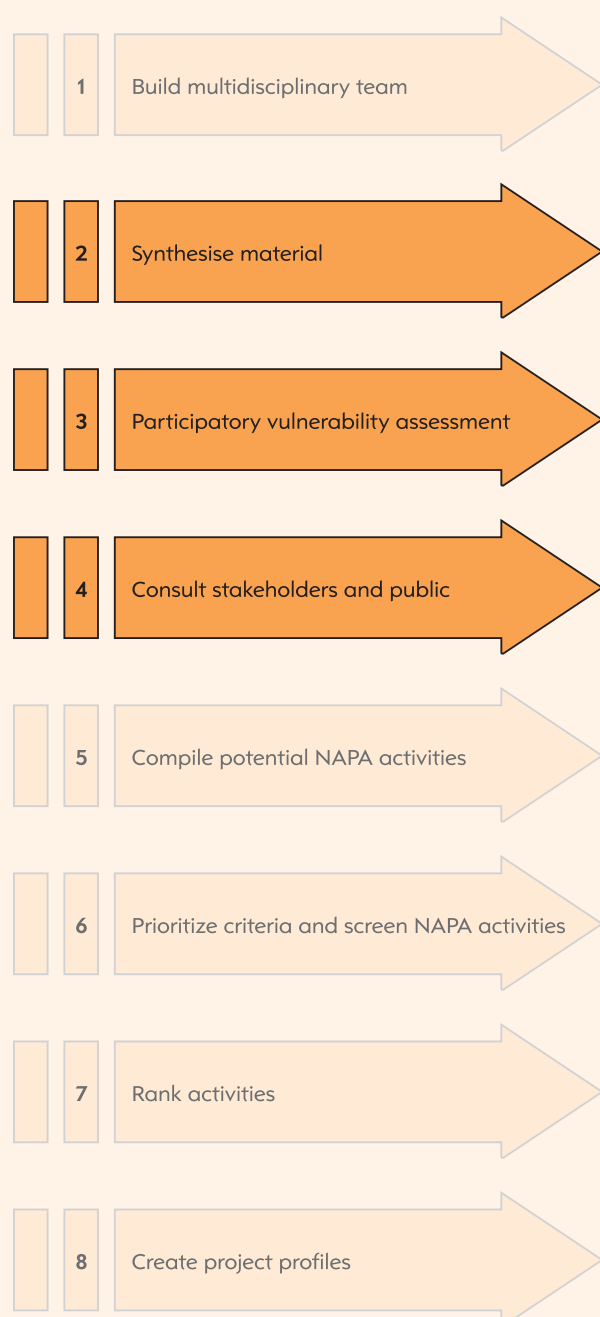 1 Build multidisciplinary team
2 Synthesise material
3 Participatory vulnerability assessment
4 Consult stakeholders and public
5 Compile potential NAPA activities
6 Prioritize criteria and screen NAPA activities
7 Rank activities
8 Create project profiles